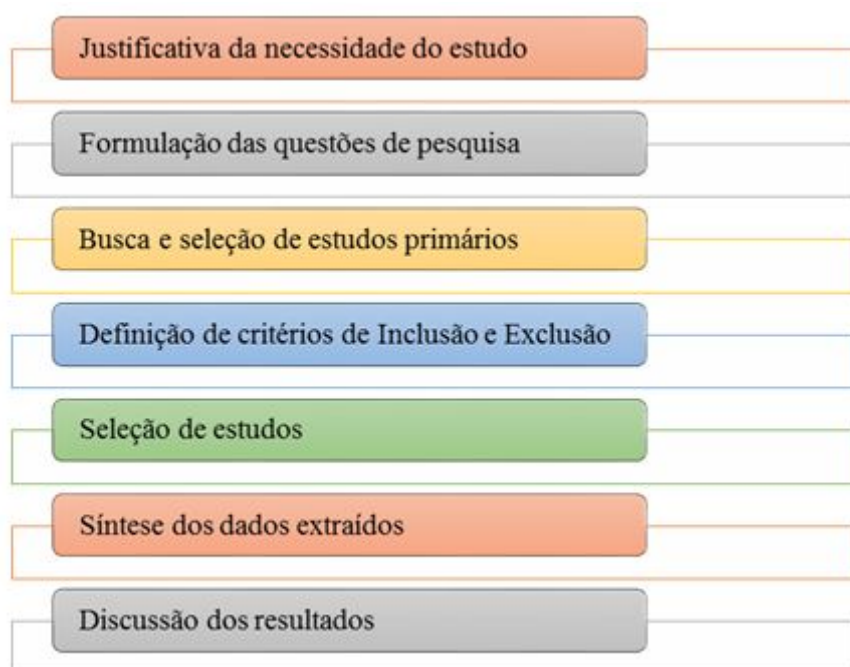 Justificativa da necessidade do estudo
Formulação das questões de pesquisa
Busca e seleção de estudos primários
Definição de critérios de Inclusão e Exclusão
Seleção de estudos
Síntese dos dados extraídos
Discussão dos resultados